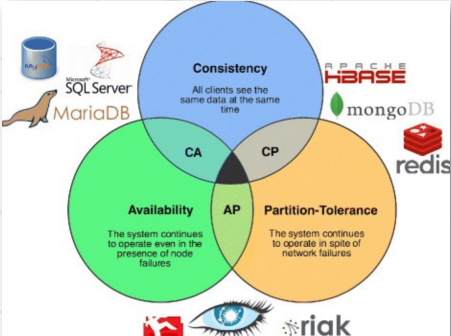 Consistency
All clients see the
same data at the same
time
MySQL
Microsoft
SQL Server
MariaDB
APACHE
HBASE
mongoDB
redis
CA
CP
Availability
AP
Partition-Tolerance
The system continues
to operate even in the
presence of node
failures
The system continues
to operate in spite of
network failures
riak